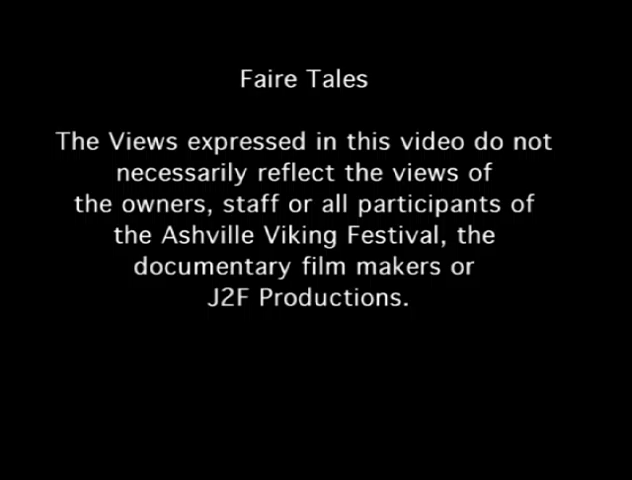 Faire Tales
The Views expressed in this video do not
necessarily reflect the views of
the owners, staff or all participants of
the Ashville Viking Festival, the
documentary film makers or
J2F Productions.